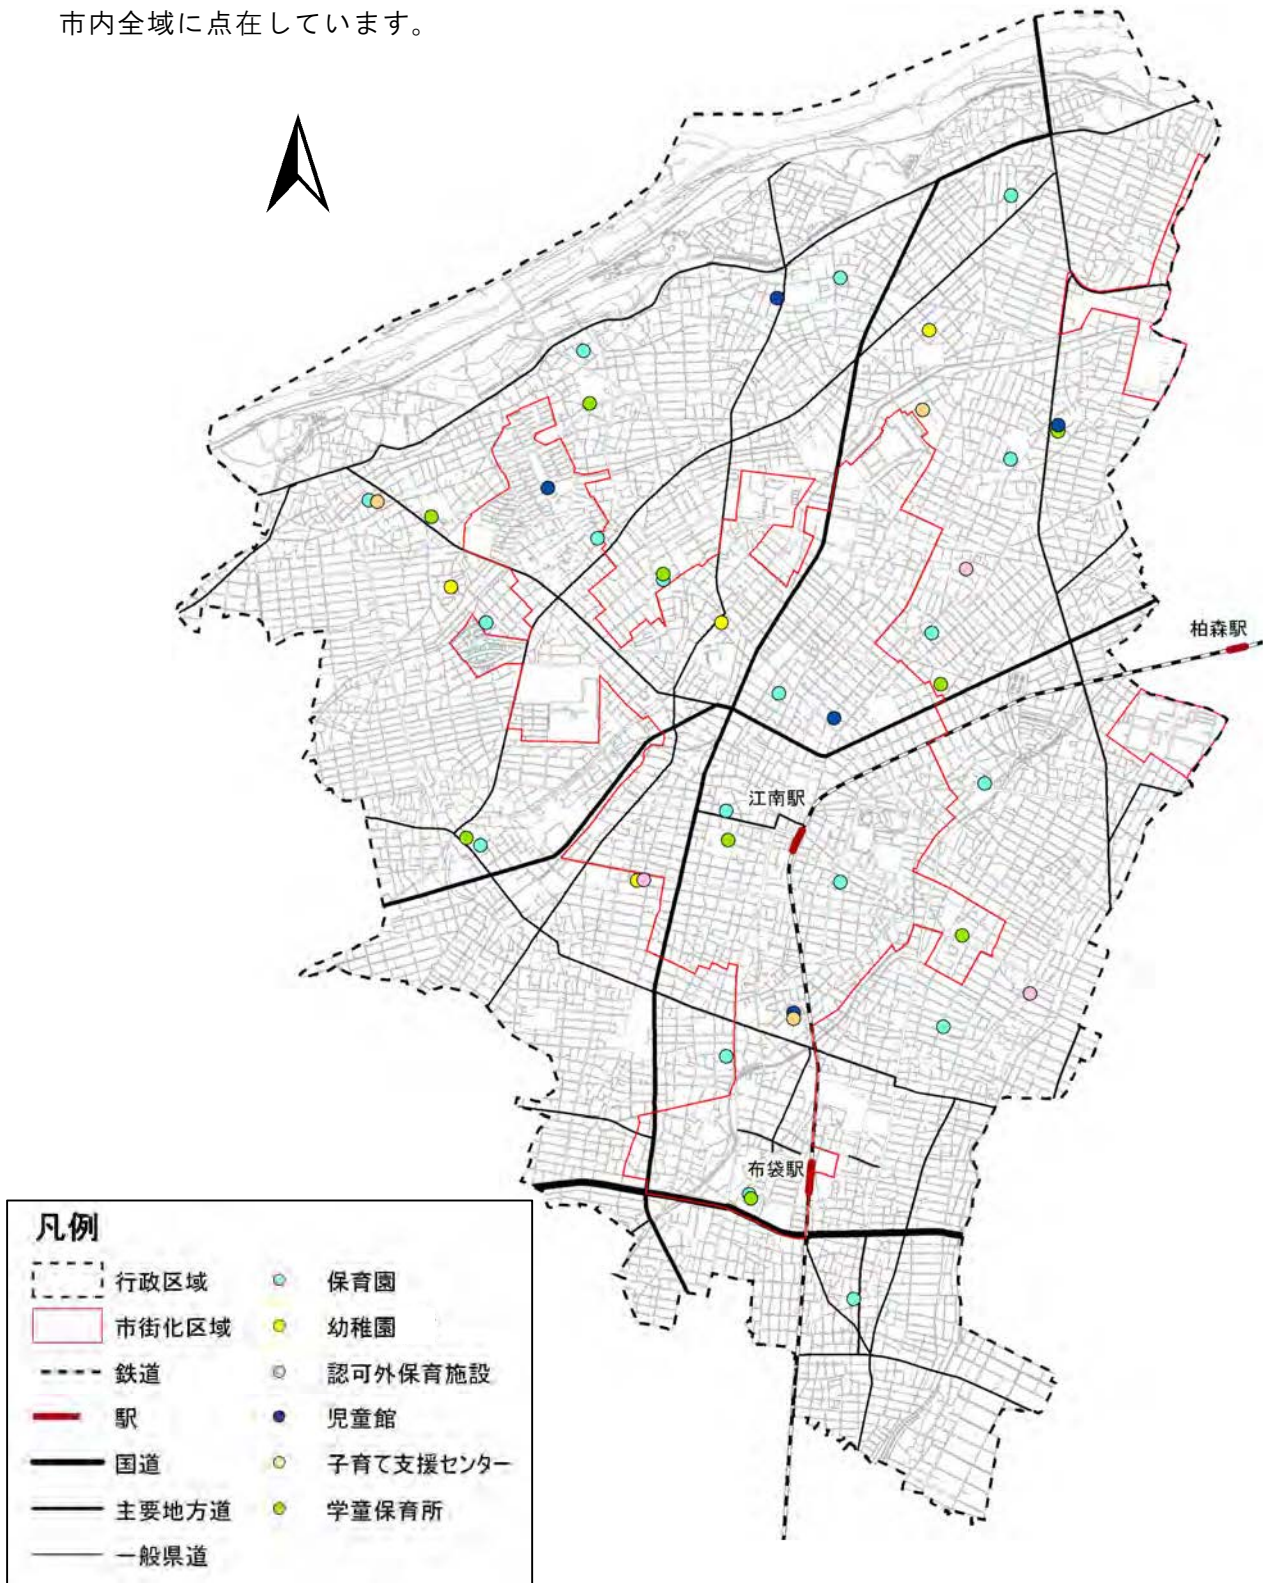 市内全域に点在しています。
柏森駅
江南駅
布袋駅
凡例
行政区域
保育園
市街化区域
幼稚園
鉄道
認可外保育施設
駅
児童館
国道
子育て支援センター
主要地方道
学童保育所
一般県道